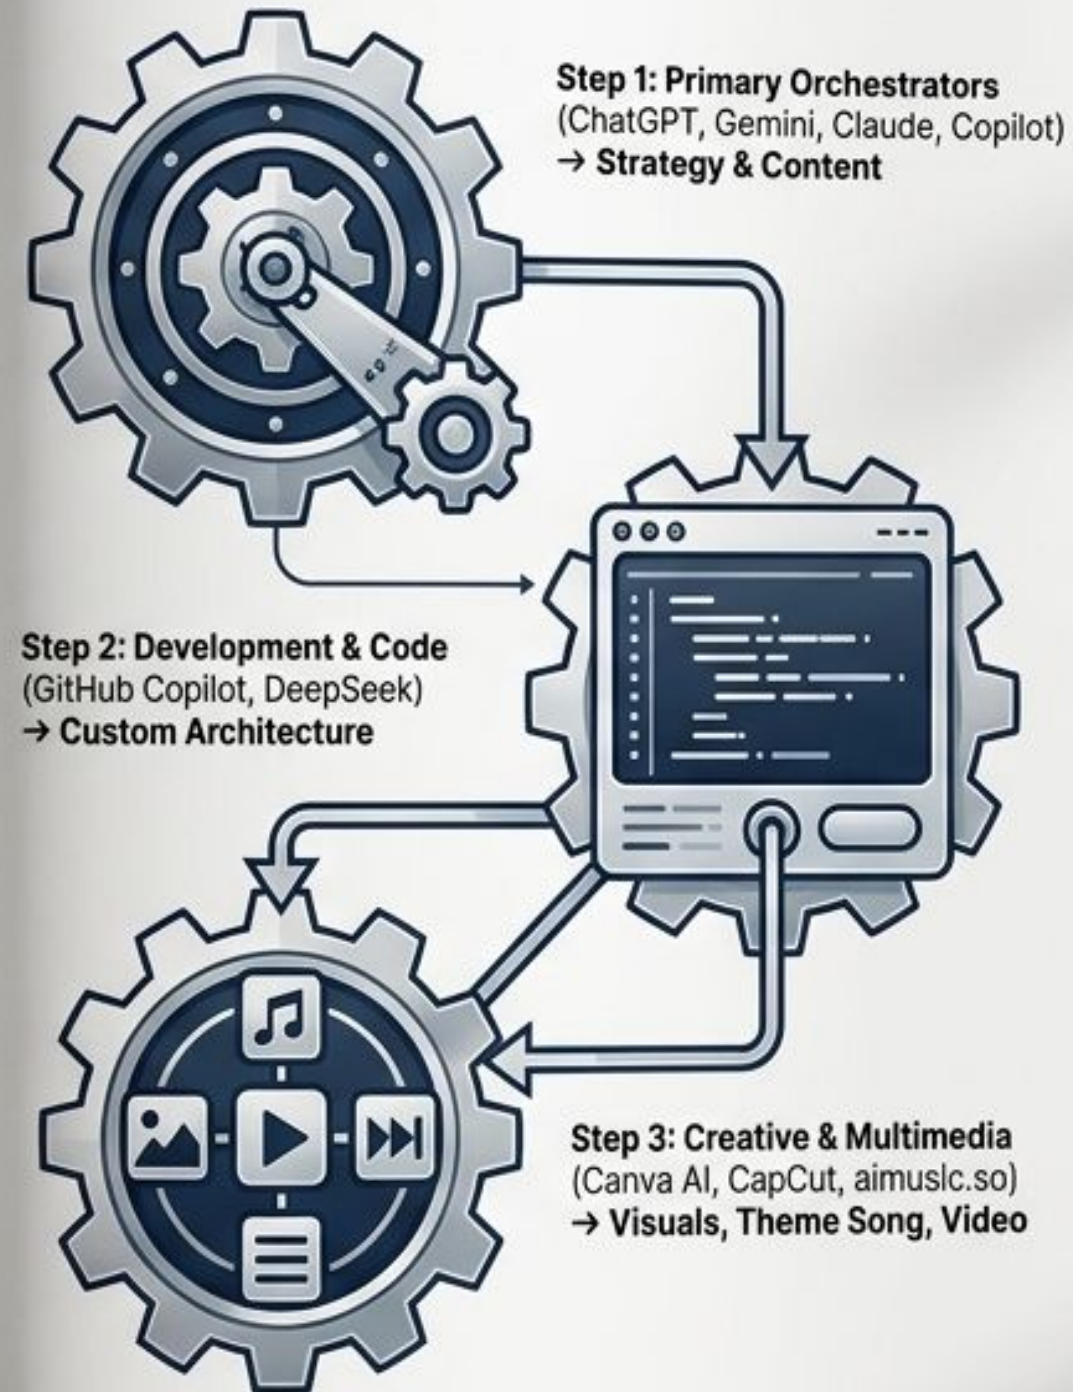 Step 1: Primary Orchestrators
(ChatGPT, Gemini, Claude, Copilot)
→ Strategy & Content
Step 2: Development & Code
(GitHub Copilot, DeepSeek)
→ Custom Architecture
Step 3: Creative & Multimedia
(Canva AI, CapCut, aimuslc.so)
→ Visuals, Theme Song, Video